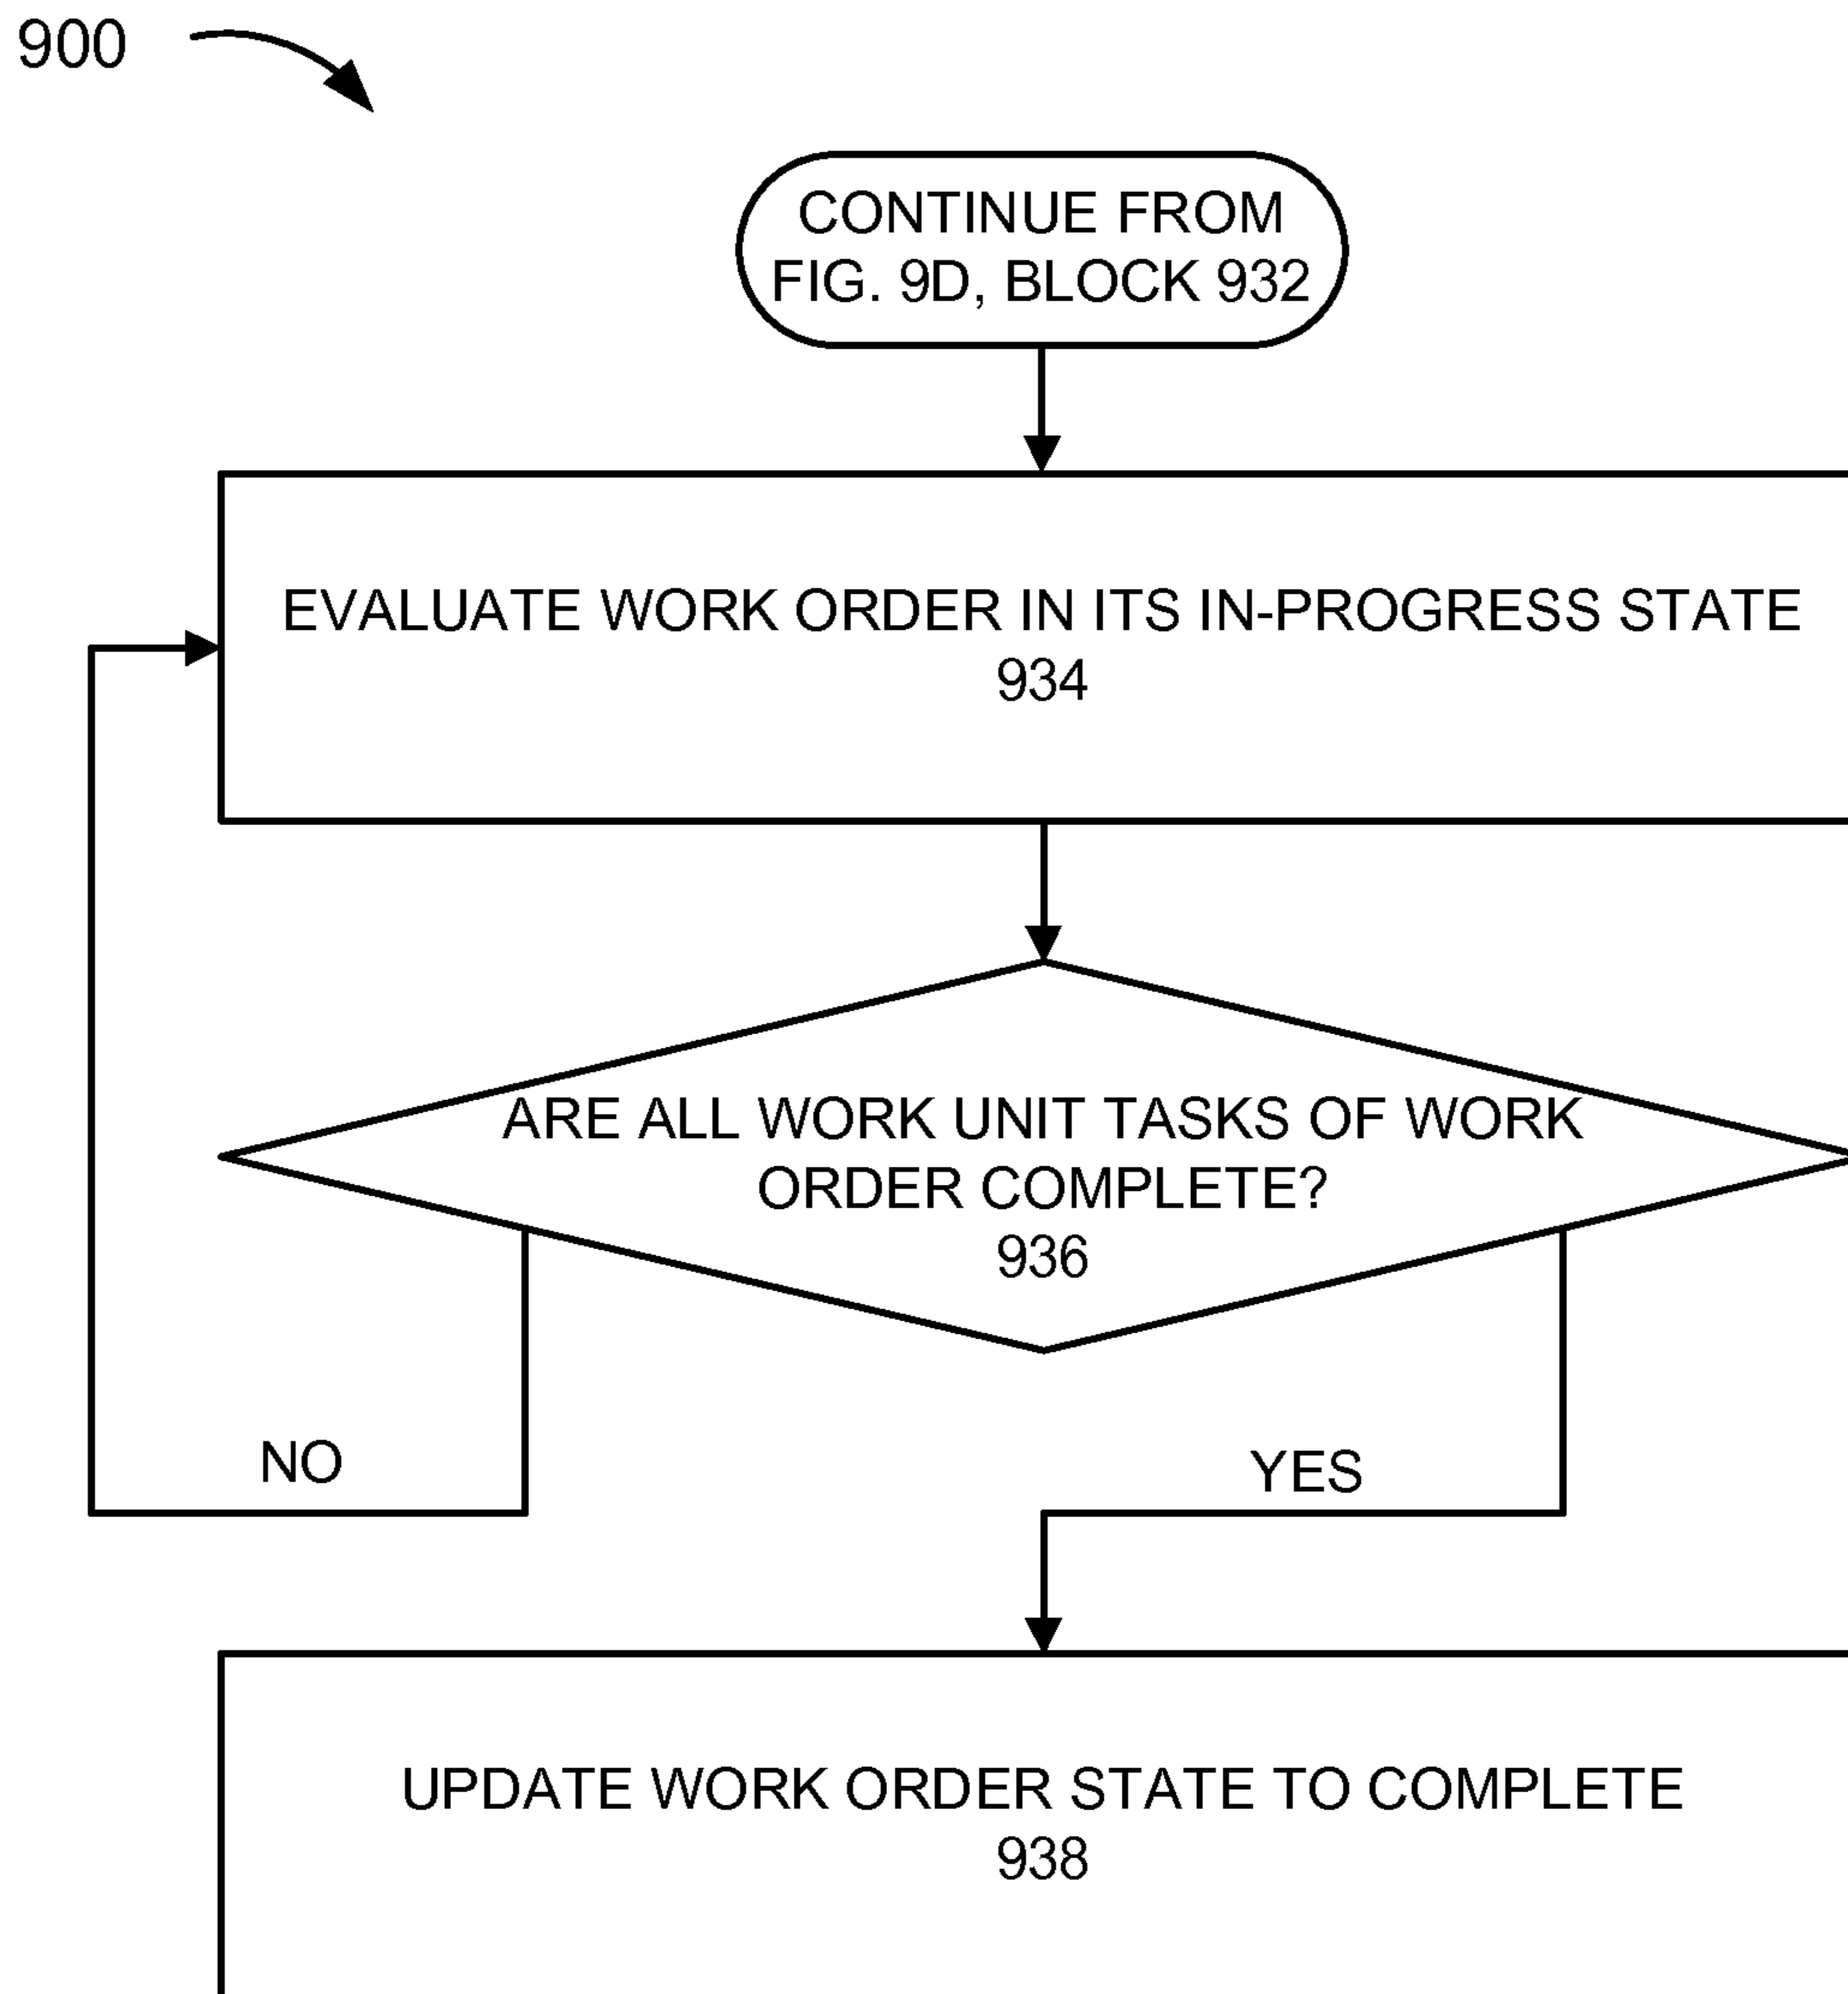 900
CONTINUE FROM
FIG. 9D, BLOCK 932
EVALUATE WORK ORDER IN ITS IN-PROGRESS STATE
934
ARE ALL WORK UNIT TASKS OF WORK
ORDER COMPLETE?
936
NO
YES
UPDATE WORK ORDER STATE TO COMPLETE
938